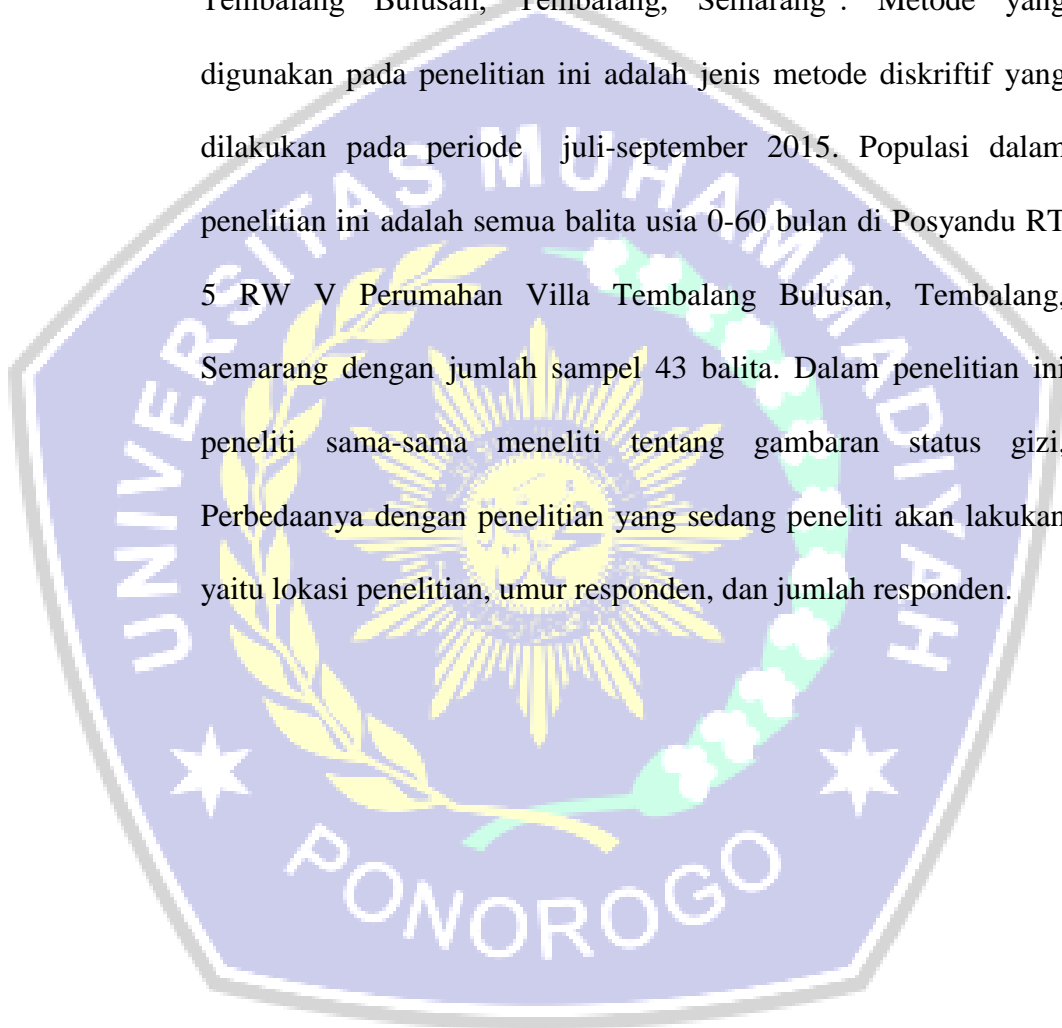 Tembalang Bulusan, Tembalang, Semarang". Metode yang
digunakan pada penelitian ini adalah jenis metode diskriftif yang
dilakukan pada periode juli-september 2015. Populasi dalam
penelitian ini adalah semua balita usia 0-60 bulan di Posyandu RT
5 RW V Perumahan Villa Tembalang Bulusan, Tembalang,
Semarang dengan jumlah sampel 43 balita. Dalam penelitian ini
peneliti sama-sama meneliti tentang gambaran status gizi,
Perbedaanya dengan penelitian yang sedang peneliti akan lakukan
yaitu lokasi penelitian, umur responden, dan jumlah responden.
UNIVERSITAS MUHAMMADIYAH
PONOROGO